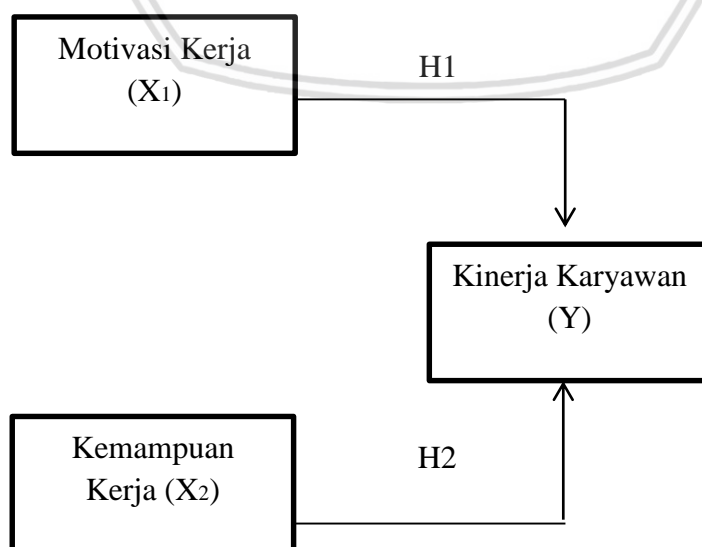 Motivasi Kerja
(X1)
H1
Kinerja Karyawan
(Y)
Kemampuan
Kerja (X2)
H2